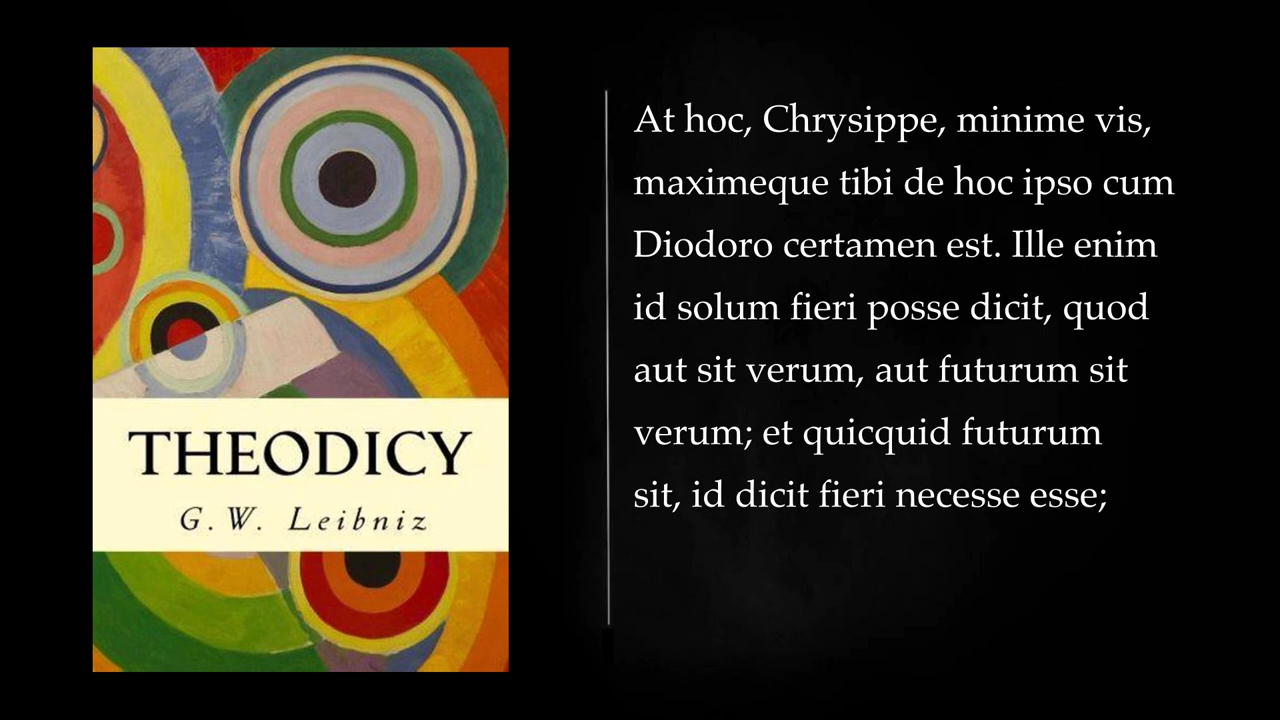 THEODICY
G. W. Leibniz
At hoc, Chrysippe, minime vis,
maximeque tibi de hoc ipso cum
Diodoro certamen est. Ille enim
id solum fieri posse dicit, quod
aut sit verum, aut futurum sit
verum; et quicquid futurum
sit, id dicit fieri necesse esse;